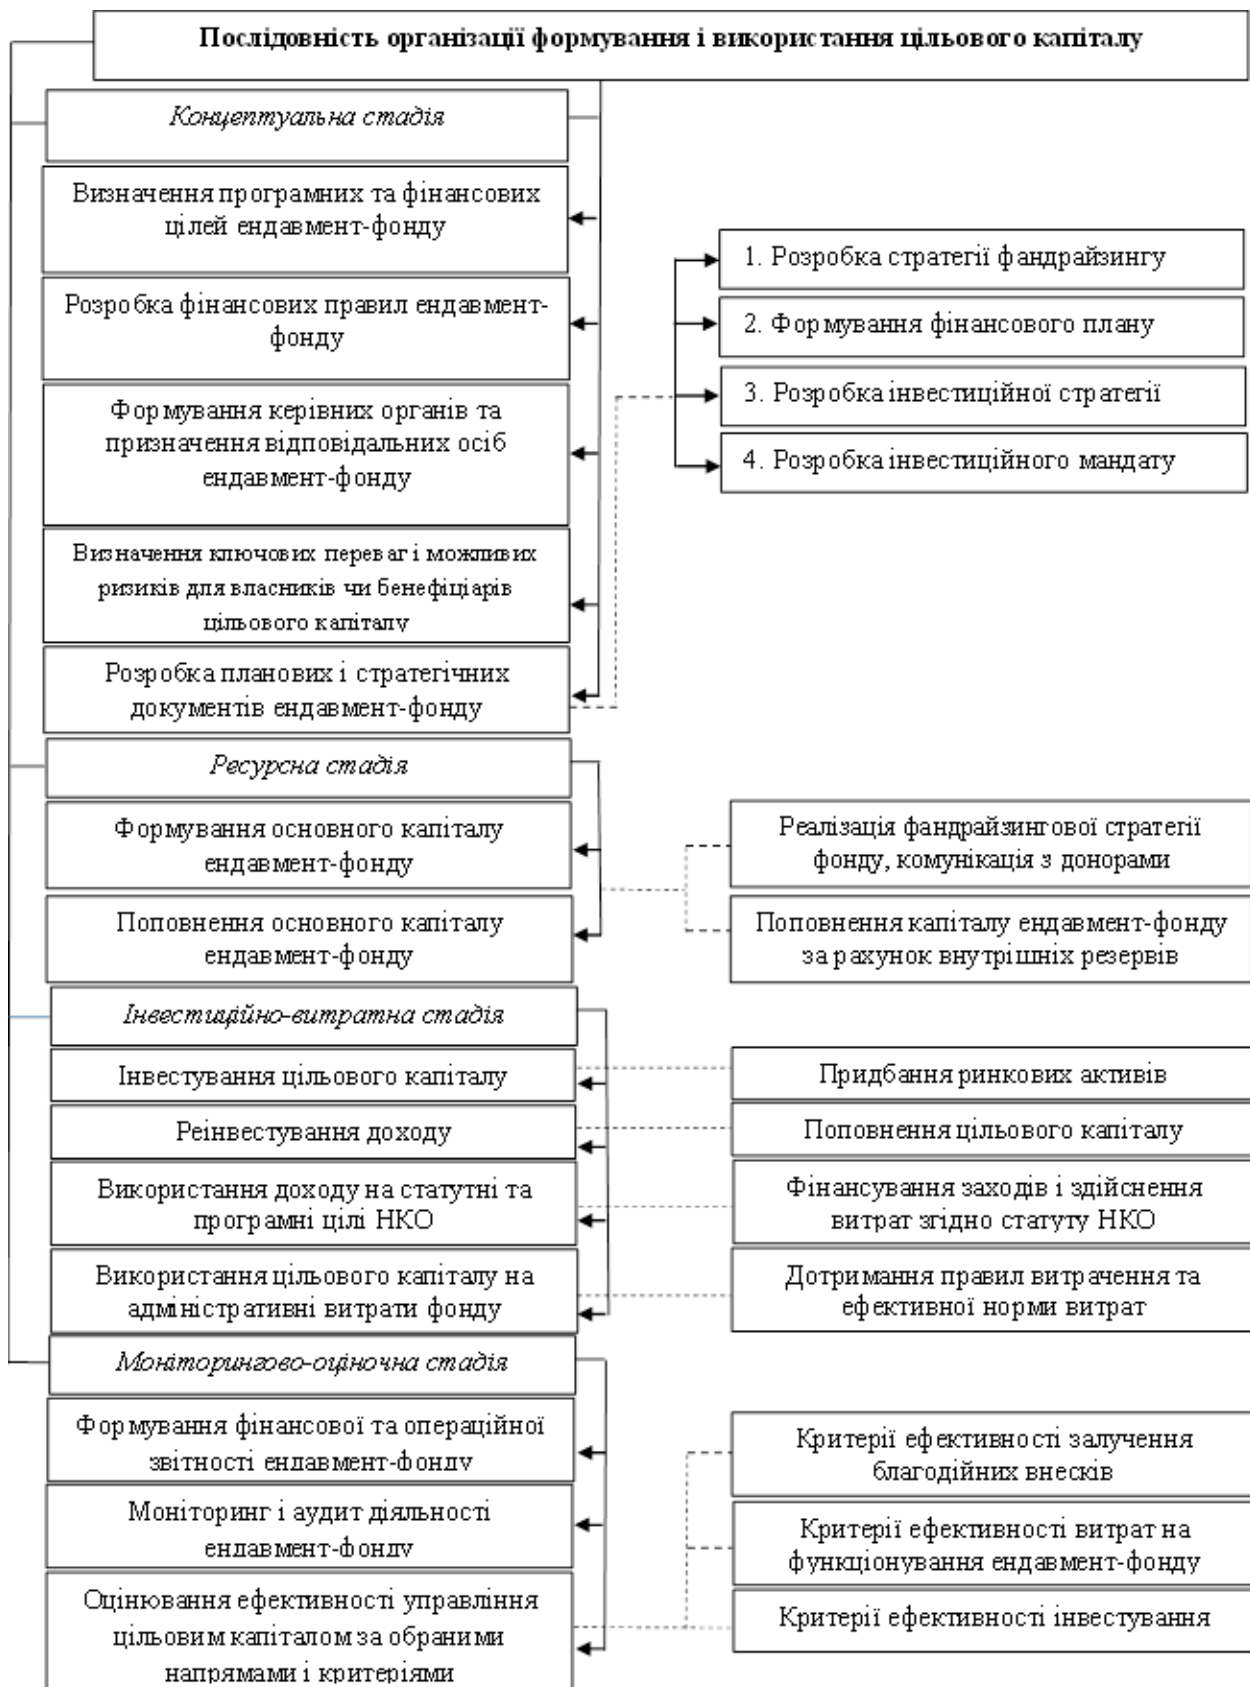 Послідовність організації формування і використання цільового капіталу
Концептуальна стадія
Визначення програмних та фінансових
цілей ендавмент-фонду
Розробка фінансових правил ендавмент-
фонду
Формування керівних органів та
призначення відповідальних осіб
ендавмент-фонду
Визначення ключових переваг і можливих
ризиків для власників чи бенефіціарів
цільового капіталу
Розробка планових і стратегічних
документів ендавмент-фонду
1. Розробка стратегії фандрайзингу
2. Формування фінансового плану
3. Розробка інвестиційної стратегії
4. Розробка інвестиційного мандату
Ресурсна стадія
Формування основного капіталу
ендавмент-фонду
Поповнення основного капіталу
ендавмент-фонду
Реалізація фандрайзингової стратегії
фонду, комунікація з донорами
Поповнення капіталу ендавмент-фонду
за рахунок внутрішніх резервів
Інвестиційно-витратна стадія
Інвестування цільового капіталу
Придбання ринкових активів
Реінвестування доходу
Поповнення цільового капіталу
Використання доходу на статутні та
програмні цілі НКО
Фінансування заходів і здійснення
витрат згідно статуту НКО
Використання цільового капіталу на
адміністративні витрати фонду
Дотримання правил витрачення та
ефективної норми витрат
Моніторингово-оціночна стадія
Формування фінансової та операційної
звітності ендавмент-фонду
Моніторинг і аудит діяльності
ендавмент-фонду
Оцінювання ефективності управління
цільовим капіталом за обраними
напрямами і критеріями
Критерії ефективності залучення
благодійних внесків
Критерії ефективності витрат на
функціонування ендавмент-фонду
Критерії ефективності інвестування